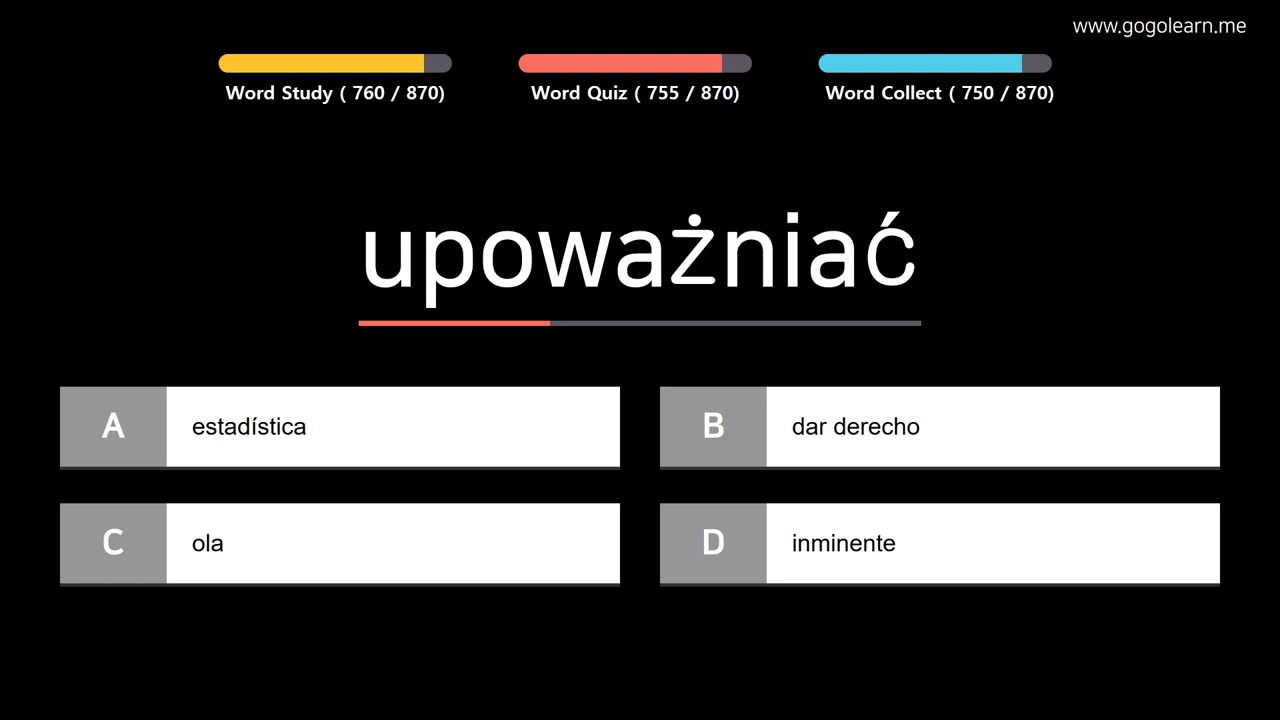 www.gogolearn.me
Word Study ( 760 / 870)
Word Quiz ( 755 / 870)
Word Collect ( 750 / 870)
upoważniać
A
estadística
B
dar derecho
C
ola
D
inminente